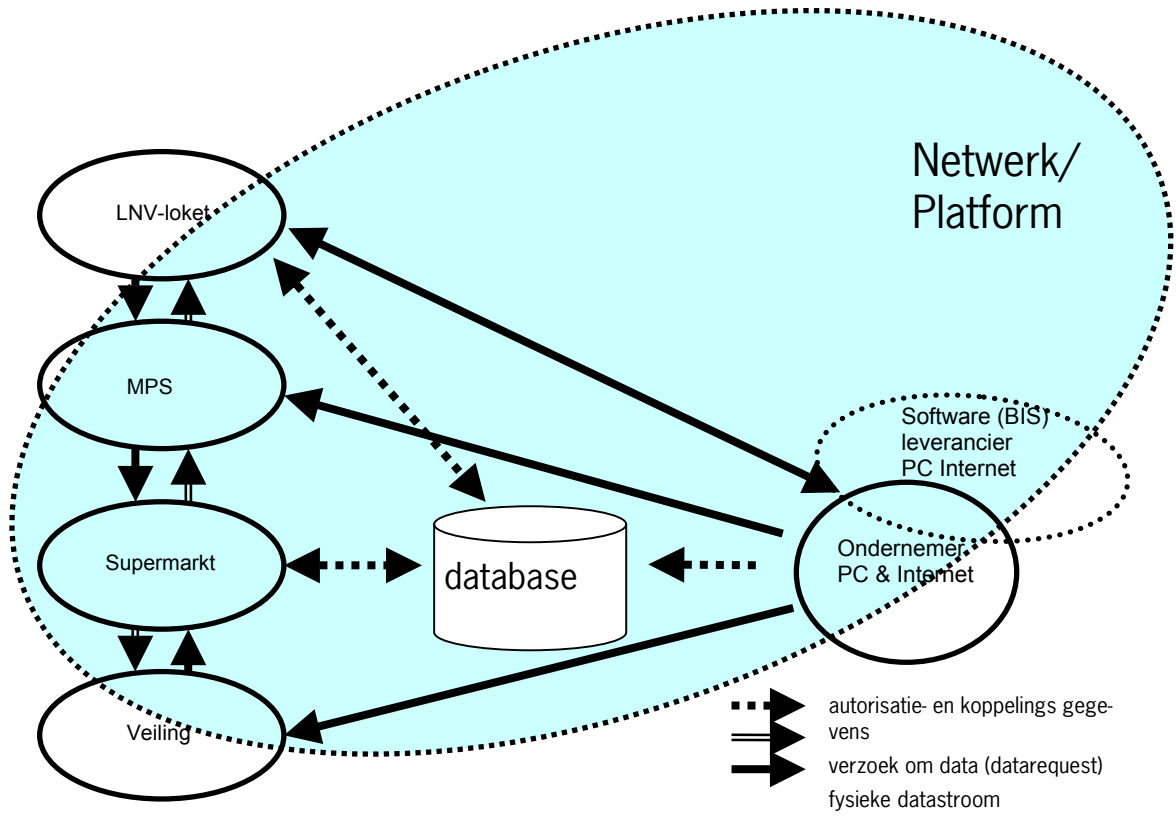 Netwerk/
Platform
LNV-loket
MPS
Software (BIS)
leverancier
PC Internet
Supermarkt
database
Ondernemer
PC & Internet
Veiling
autorisatie- en koppelings gege-
vens
verzoek om data (datarequest)
fysieke datastroom